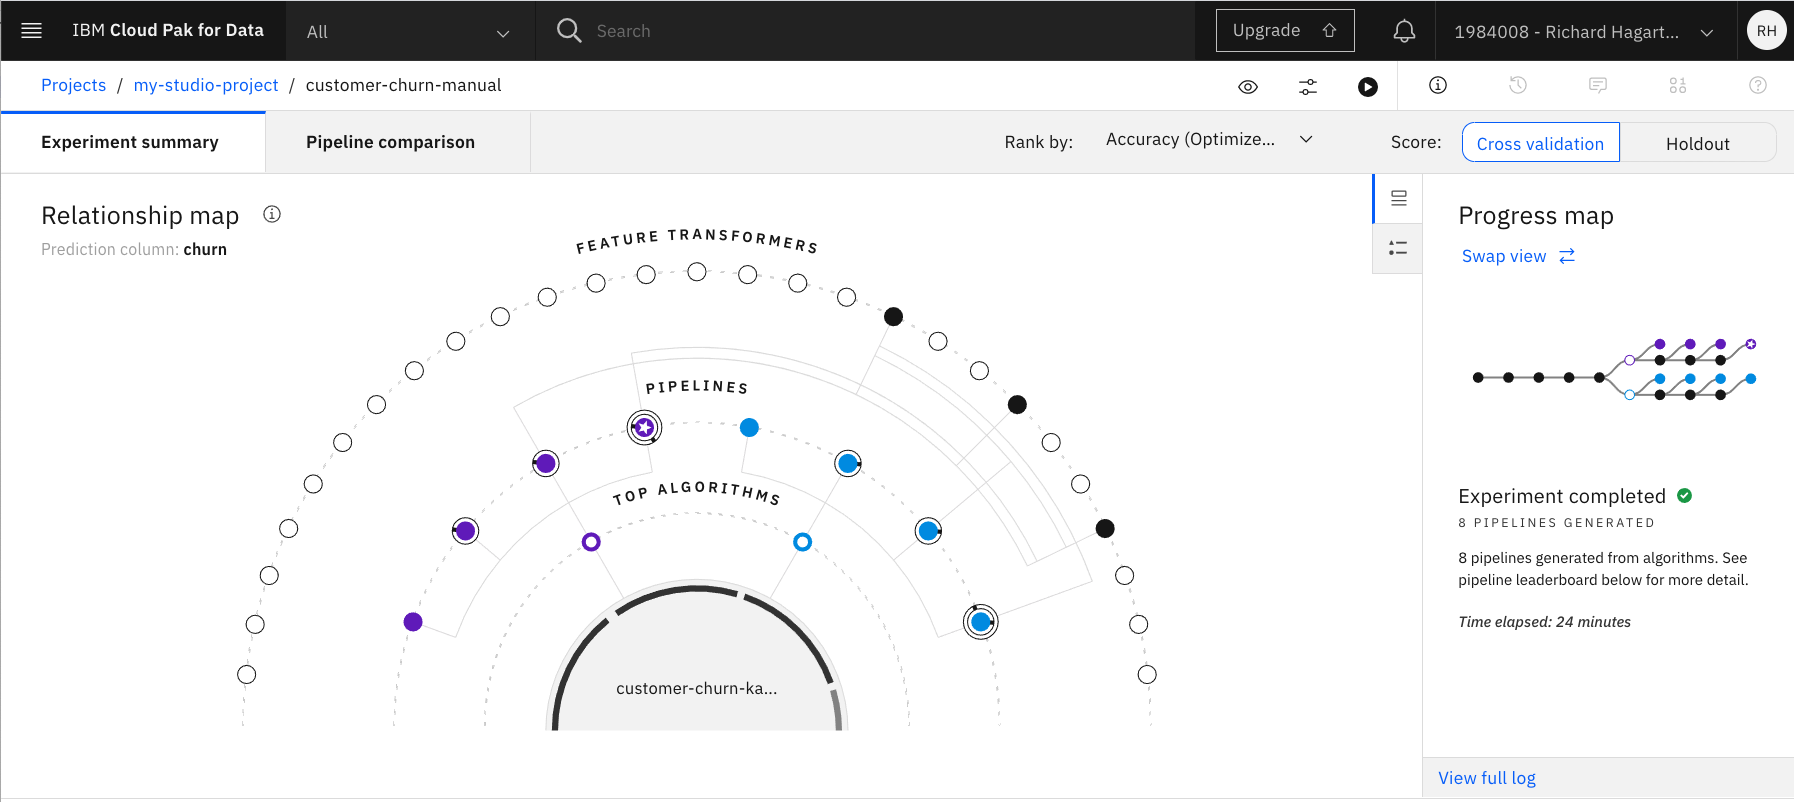 IBM Cloud Pak for Data
All
Search
Upgrade
1984008 - Richard Hagart...
RH
Projects / my-studio-project / customer-churn-manual
Experiment summary
Pipeline comparison
Rank by:
Accuracy (Optimize...
Score:
Cross validation
Holdout
Relationship map
Prediction column: churn
FEATURE TRANSFORMERS
PIPELINES
TOP ALGORITHMS
customer-churn-ka...
Progress map
Swap view
Experiment completed
8 PIPELINES GENERATED
8 pipelines generated from algorithms. See
pipeline leaderboard below for more detail.
Time elapsed: 24 minutes
View full log